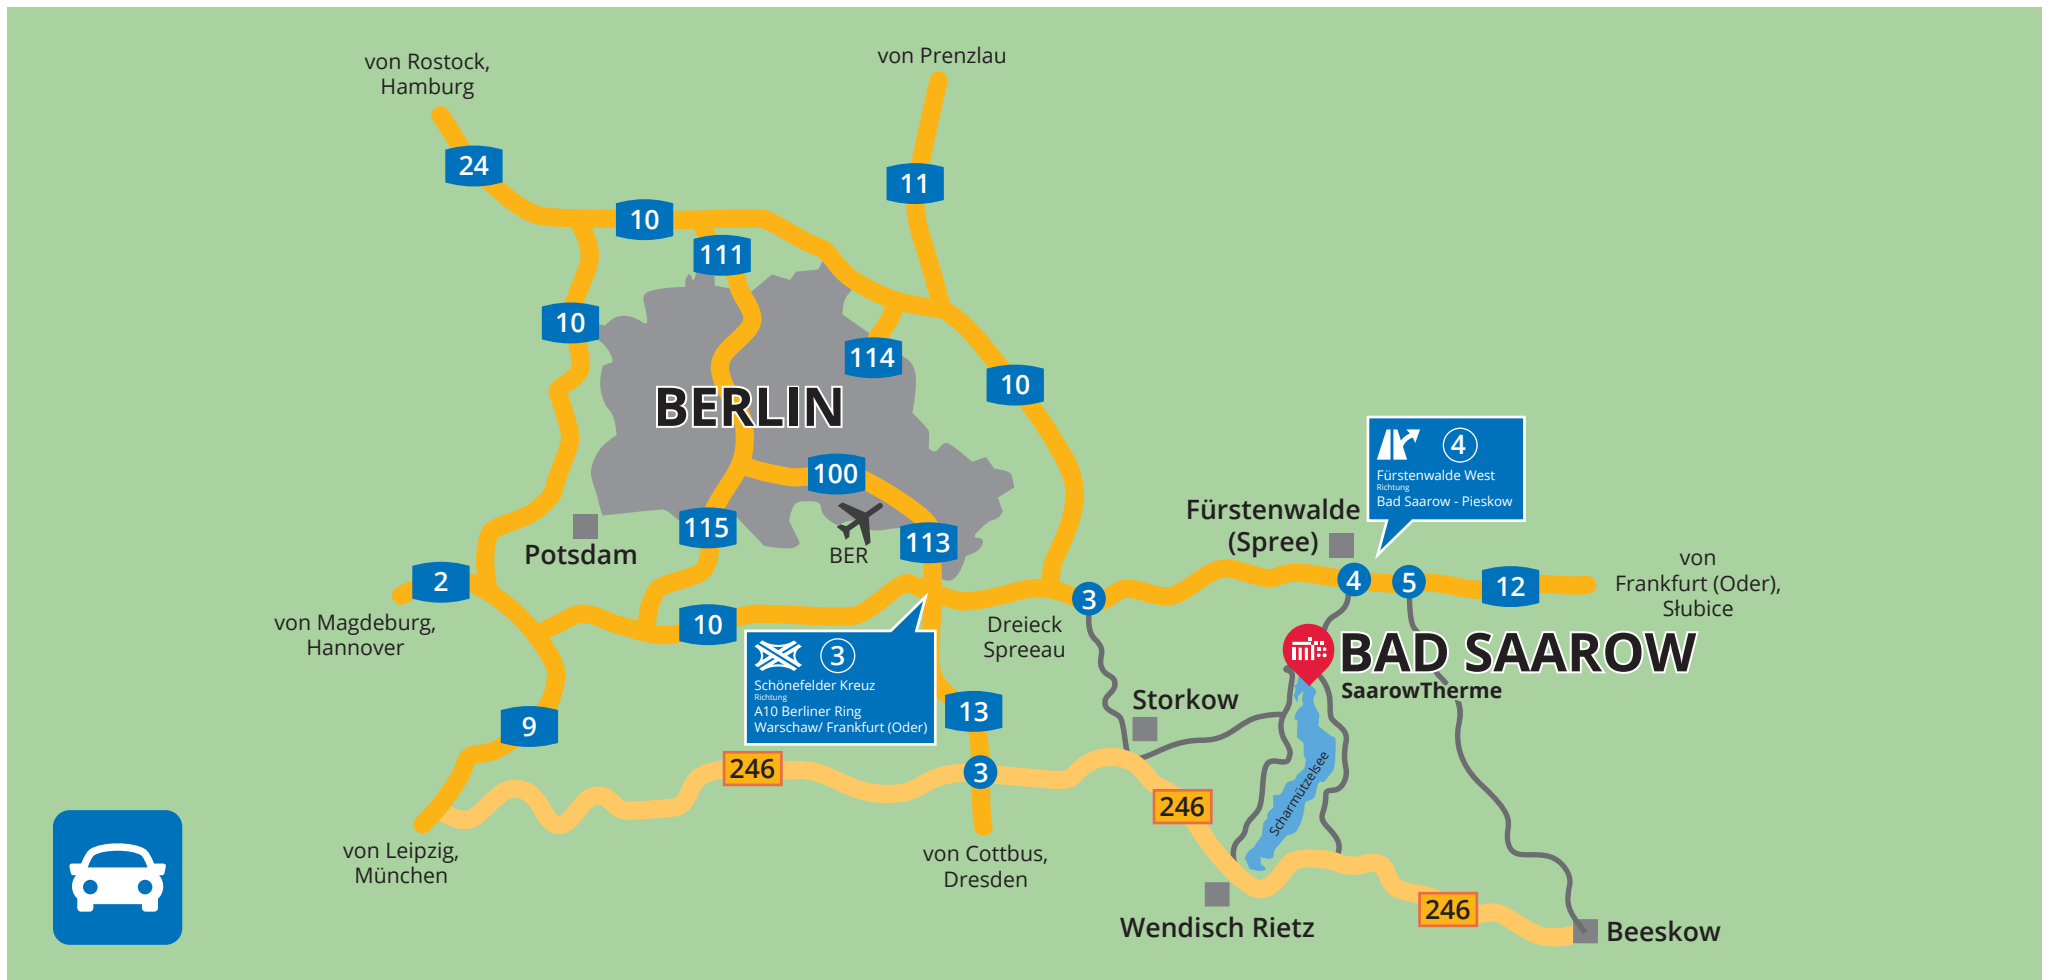 von Rostock,
Hamburg
von Prenzlau
24
11
10
111
10
114
10
BERLIN
100
4
Fürstenwalde West
Richtung
Bad Saarow - Pieskow
Fürstenwalde
(Spree)
Potsdam
115
BER
113
2
von Magdeburg,
Hannover
4
5
12
von
Frankfurt (Oder),
Słubice
3
Dreieck
Spreeau
10
3
Schönefelder Kreuz
Richtung
A10 Berliner Ring
Warschaw/ Frankfurt (Oder)
BAD SAAROW
SaarowTherme
Storkow
13
9
246
3
Scharmützelsee
246
von Leipzig,
München
von Cottbus,
Dresden
Wendisch Rietz
246
Beeskow